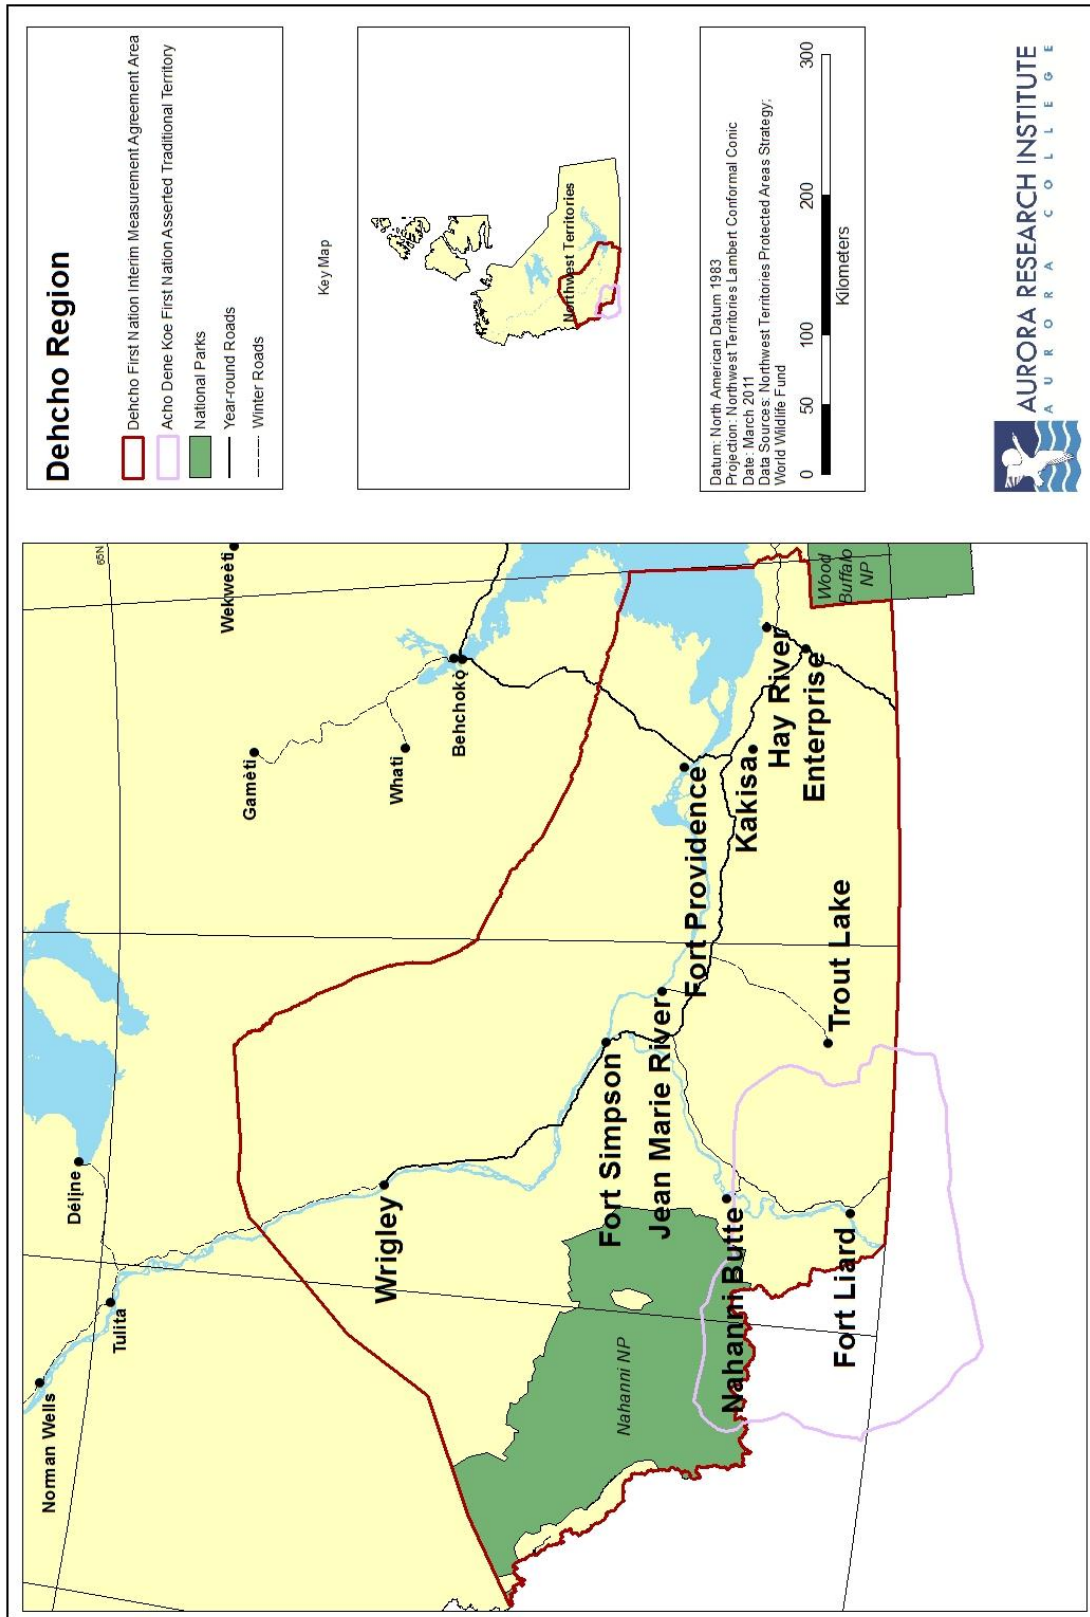 Dehcho Region
Dehcho First Nation Interim Measurement Agreement Area
Acho Dene Koe First Nation Asserted Traditional Territory
National Parks
Year-round Roads
Winter Roads
Key Map
Northwest Territories
Datum: North American Datum 1983
Projection: Northwest Territories Lambert Conformal Conic
Date: March 2011
Data Sources: Northwest Territories Protected Areas Strategy;
World Wildlife Fund
0 50 100 200 300
Kilometers
AURORA RESEARCH INSTITUTE
AURORA COLLEGE
65N
Norman Wells
Délįne
Tulita
Wekweètì
Gamètì
Whatì
Behchokǫ̀
Wrigley
Fort Simpson
Jean Marie River
Fort Providence
Kakisa
Hay River
Enterprise
Wood
Buffalo
NP
Nahanni NP
Nahanni Butte
Trout Lake
Fort Liard